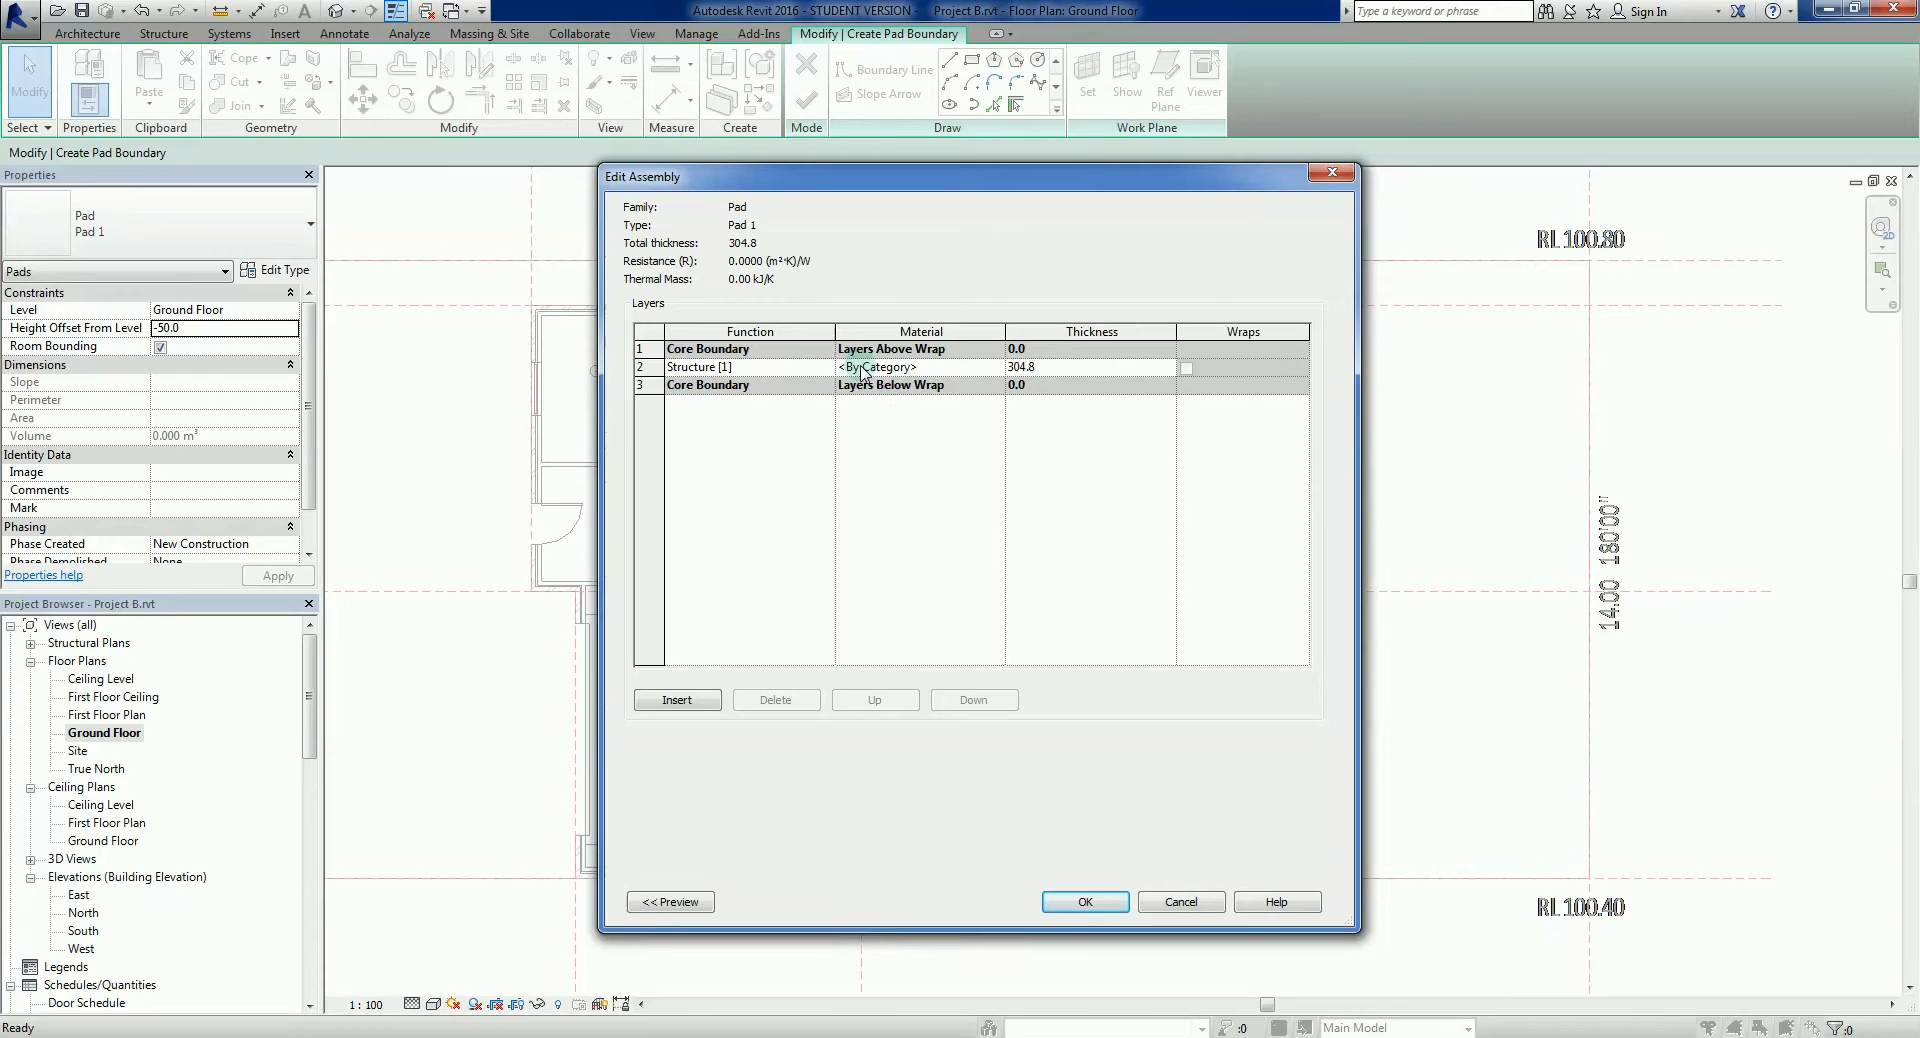 Autodesk Revit 2016 - STUDENT VERSION - Project B.rvt - Floor Plan: Ground Floor
Type a keyword or phrase
Sign In
Architecture Structure Systems Insert Annotate Analyze Massing & Site Collaborate View Manage Add-Ins Modify | Create Pad Boundary
Modify
Paste
Cope
Cut
Join
Boundary Line
Slope Arrow
Set Show Ref Plane Viewer
Select Properties Clipboard Geometry Modify View Measure Create Mode Draw Work Plane
Modify | Create Pad Boundary
Properties
Pad
Pad 1
Pads
Edit Type
Constraints
Level Ground Floor
Height Offset From Level -50.0
Room Bounding
Dimensions
Slope
Perimeter
Area
Volume 0.000 m³
Identity Data
Image
Comments
Mark
Phasing
Phase Created New Construction
Phase Demolished None
Properties help
Apply
Project Browser - Project B.rvt
Views (all)
Structural Plans
Floor Plans
Ceiling Level
First Floor Ceiling
First Floor Plan
Ground Floor
Site
True North
Ceiling Plans
Ceiling Level
First Floor Plan
Ground Floor
3D Views
Elevations (Building Elevation)
East
North
South
West
Legends
Schedules/Quantities
Door Schedule
Edit Assembly
Family: Pad
Type: Pad 1
Total thickness: 304.8
Resistance (R): 0.0000 (m²·K)/W
Thermal Mass: 0.00 kJ/K
Layers
Function Material Thickness Wraps
1 Core Boundary Layers Above Wrap 0.0
2 Structure [1] <By Category> 304.8
3 Core Boundary Layers Below Wrap 0.0
Insert Delete Up Down
<< Preview
OK Cancel Help
RL 100.80
2D
14.00 180°00"
RL 100.40
1 : 100
Ready
:0
Main Model
:0